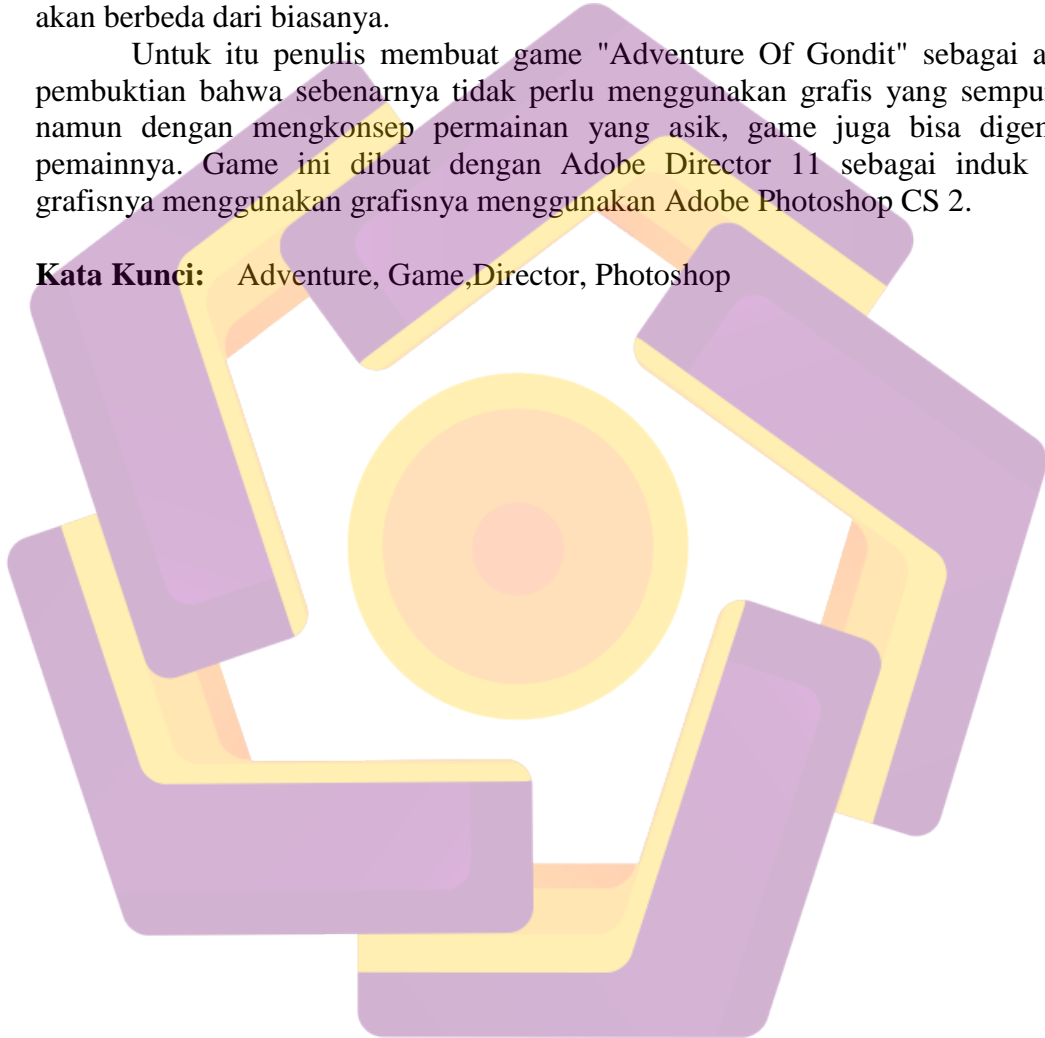 akan berbeda dari biasanya.
Untuk itu penulis membuat game "Adventure Of Gondit" sebagai
pembuktian bahwa sebenarnya tidak perlu menggunakan grafis yang
namun dengan mengkonsep permainan yang asik, game juga bisa
pemainnya. Game ini dibuat dengan Adobe Director 11 sebagai induk
grafisnya menggunakan grafisnya menggunakan Adobe Photoshop CS 2.
Kata Kunci: Adventure, Game,Director, Photoshop